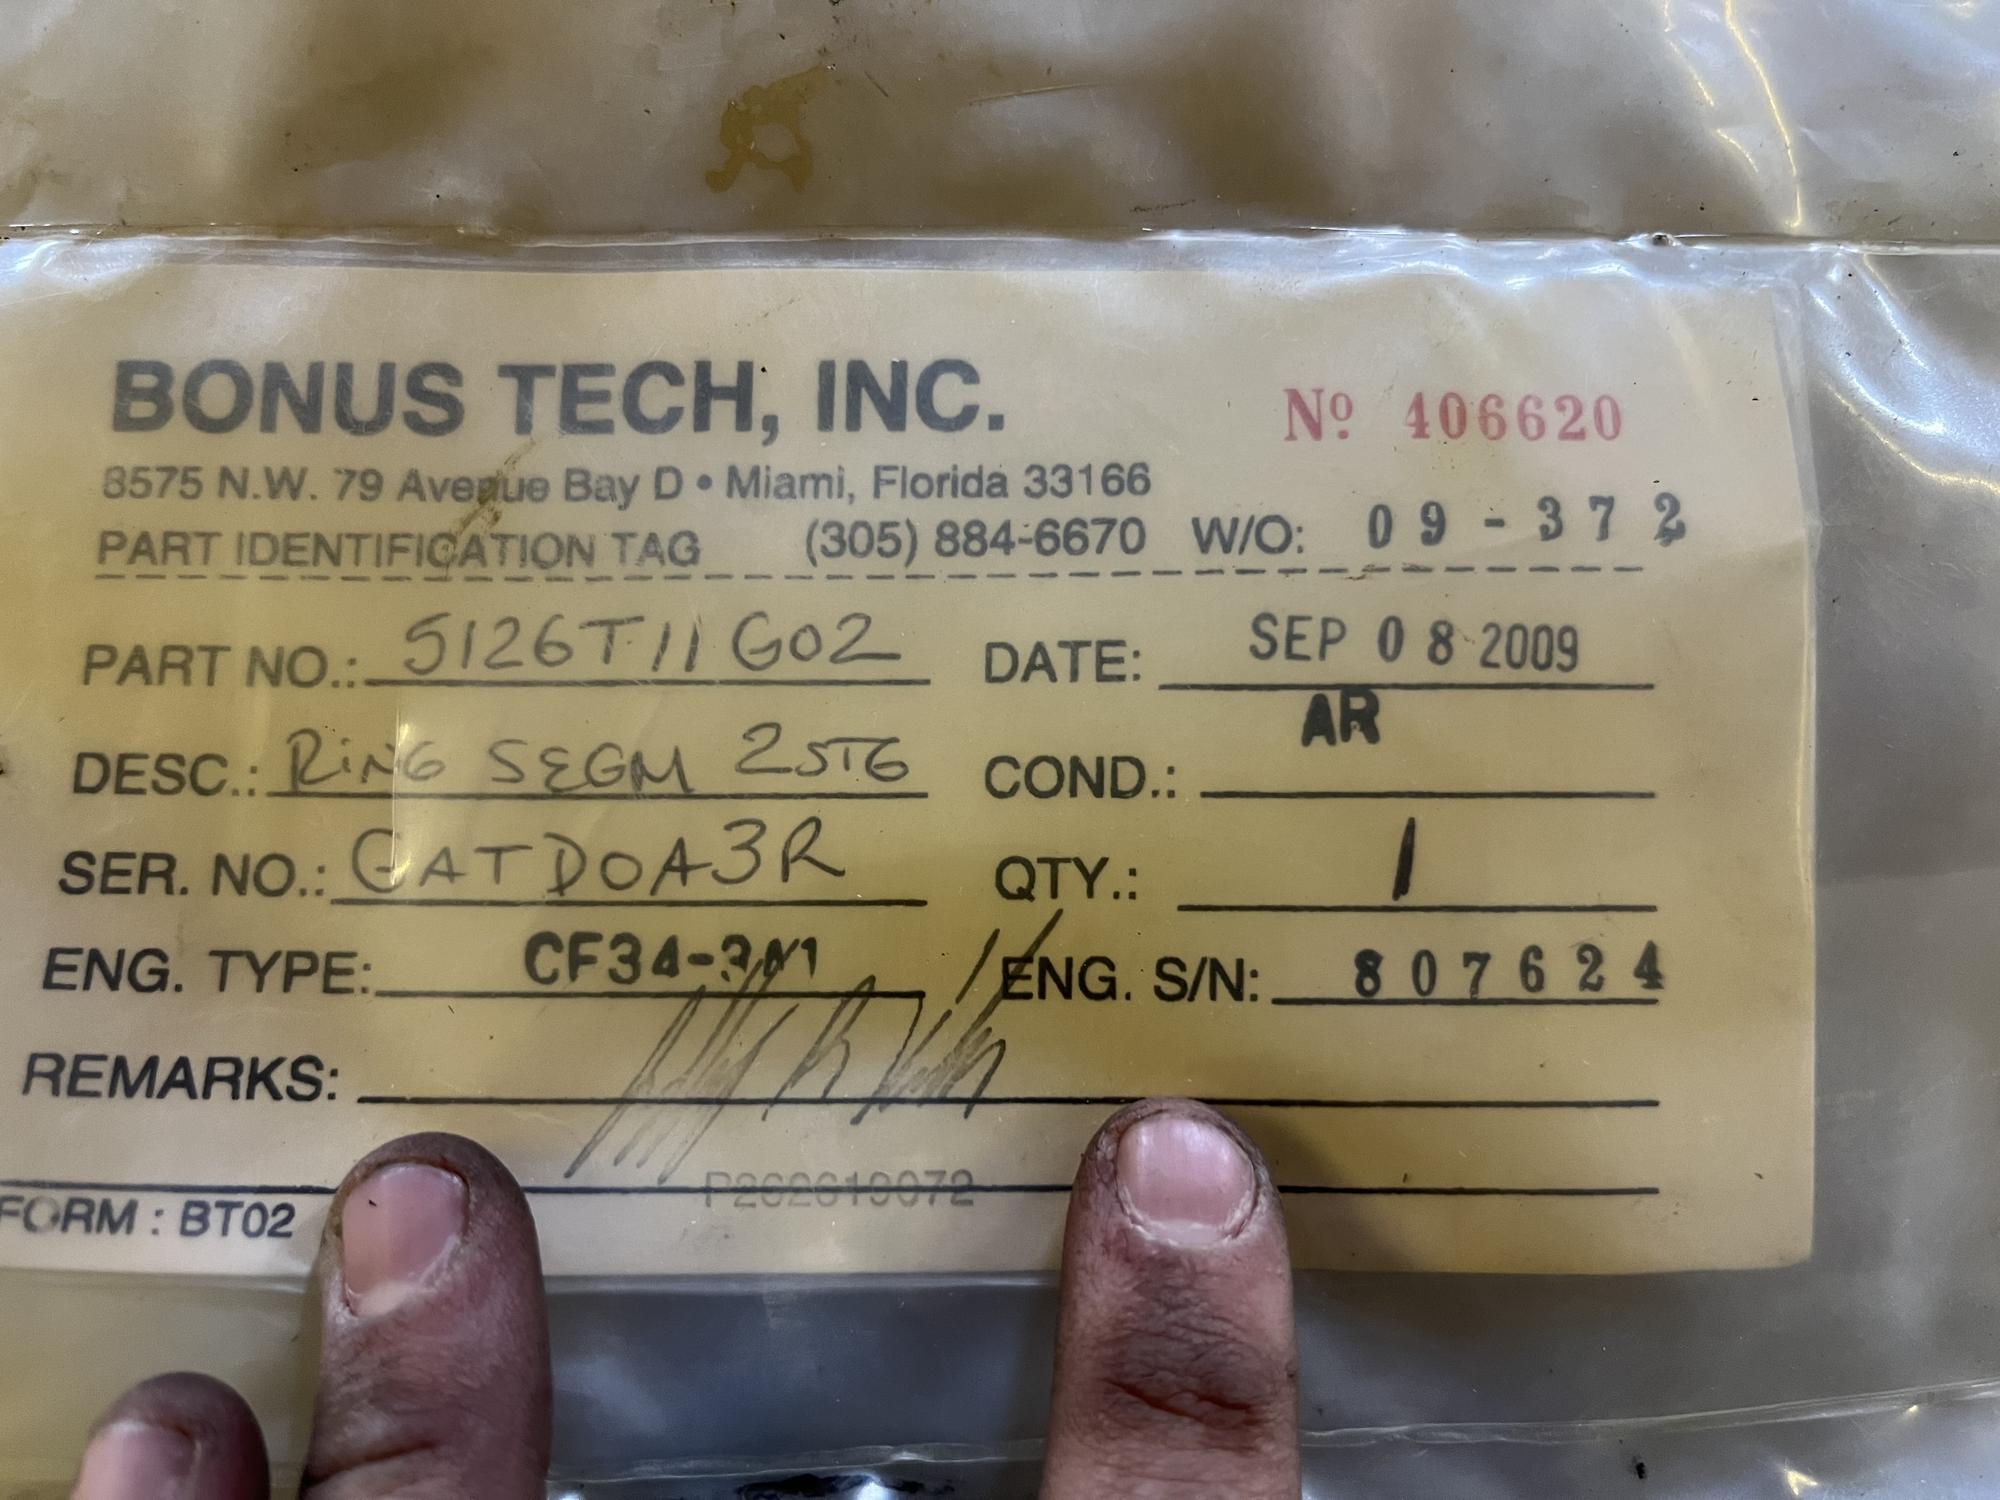 BONUS TECH, INC.
Nº 406620
8575 N.W. 79 Avenue Bay D • Miami, Florida 33166
PART IDENTIFICATION TAG (305) 884-6670 W/O: 09-372
PART NO.: 5126T11G02 DATE: SEP 08 2009
DESC.: RiNG SEGM 2STG COND.: AR
SER. NO.: GATD0A3R QTY.: 1
ENG. TYPE: CF34- ENG. S/N: 807624
REMARKS:
FORM : BT02